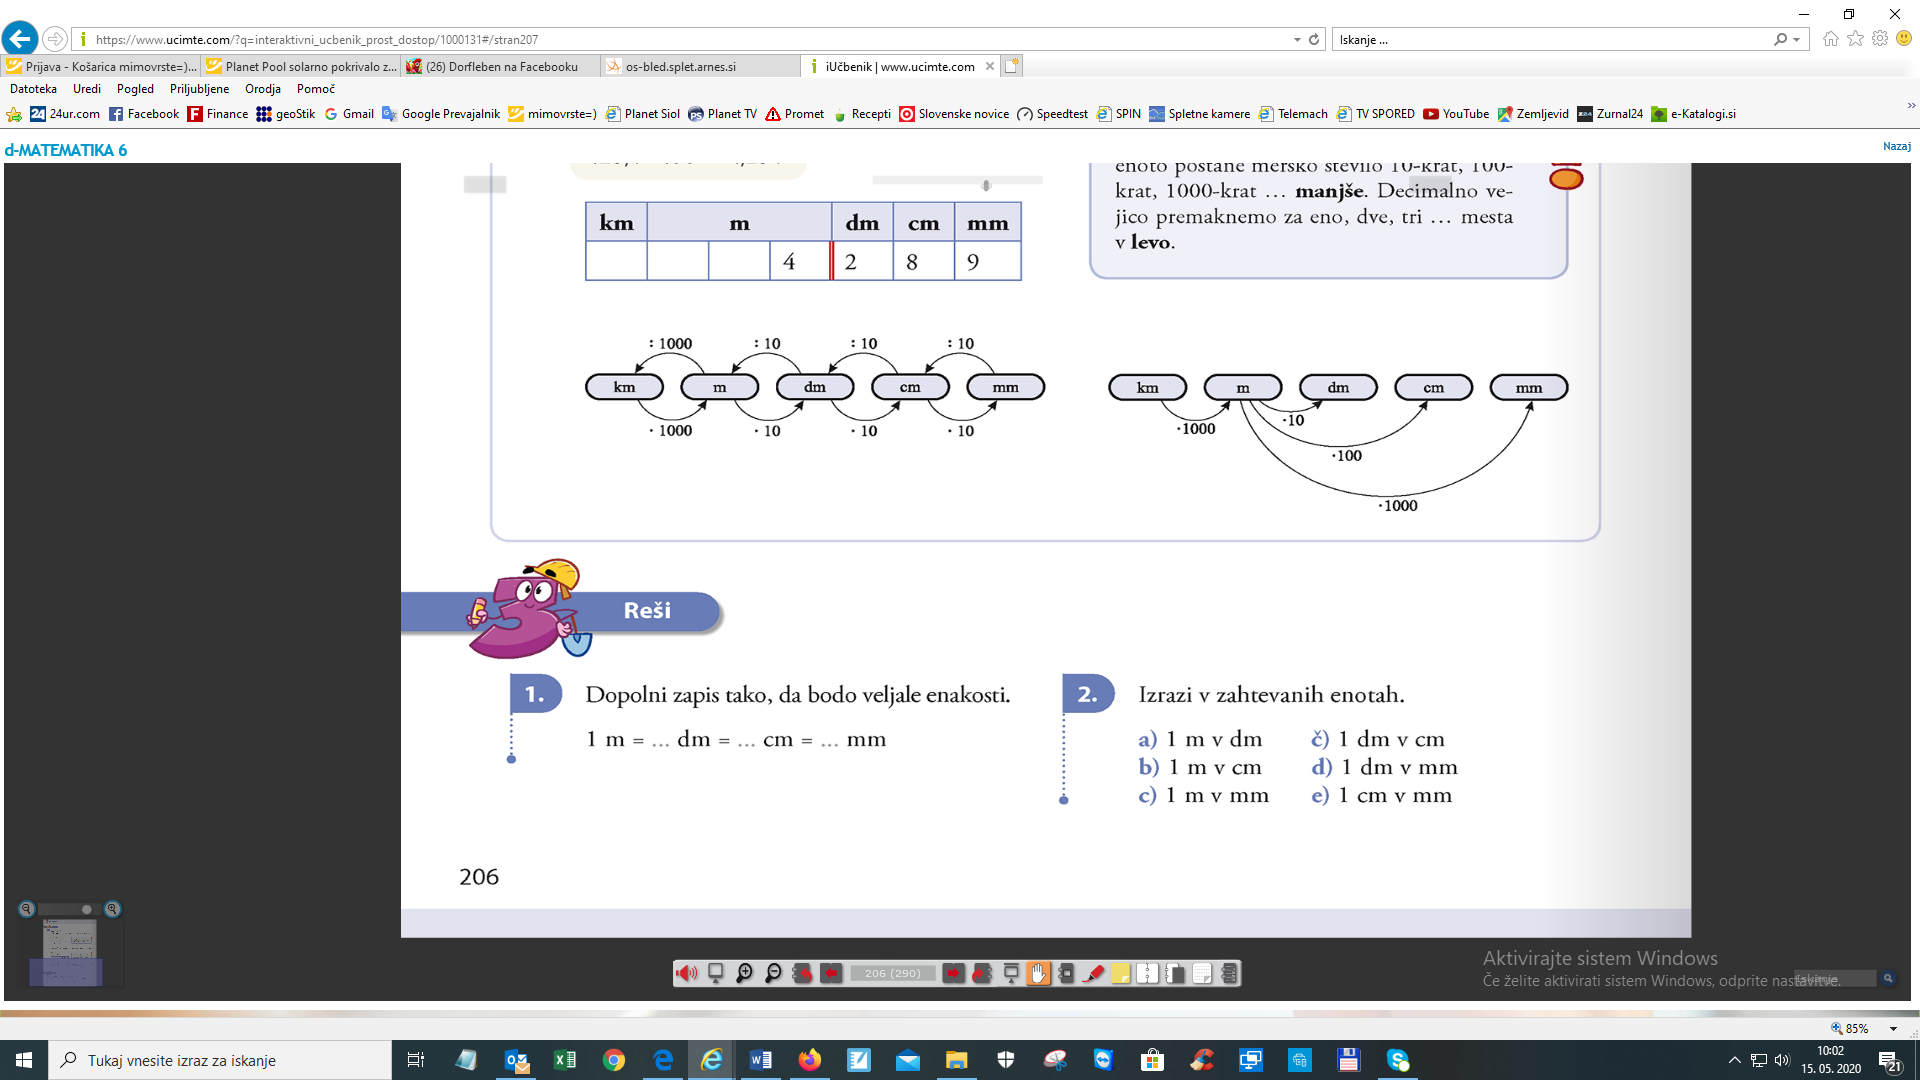 https://www.ucimte.com/?q=interaktivni_ucbenik_prost_dostop/1000131#/stran207
Iskanje ...
Prijava - Košarica mimovrste=)...
Planet Pool solarno pokrivalo z...
(26) Dorfleben na Facebooku
os-bled.splet.arnes.si
iUčbenik | www.ucimte.com
Datoteka Uredi Pogled Priljubljene Orodja Pomoč
24ur.com Facebook Finance geoStik Gmail Google Prevajalnik mimovrste=) Planet Siol Planet TV Promet Recepti Slovenske novice Speedtest SPIN Spletne kamere Telemach TV SPORED YouTube Zemljevid Zurnal24 e-Katalogi.si
d-MATEMATIKA 6
Nazaj
enoto postane mersko število 10-krat, 100-
krat, 1000-krat … manjše. Decimalno ve-
jico premaknemo za eno, dve, tri … mesta
v levo.
km m dm cm mm
4 2 8 9
: 1000 : 10 : 10 : 10
km m dm cm mm
· 1000 · 10 · 10 · 10
km m dm cm mm
·1000 ·10
·100
·1000
Reši
1. Dopolni zapis tako, da bodo veljale enakosti.
1 m = ... dm = ... cm = ... mm
2. Izrazi v zahtevanih enotah.
a) 1 m v dm č) 1 dm v cm
b) 1 m v cm d) 1 dm v mm
c) 1 m v mm e) 1 cm v mm
206
206 (290)
Aktivirajte sistem Windows
Če želite aktivirati sistem Windows, odprite nastavitve.
Iskanje
85%
Tukaj vnesite izraz za iskanje
10:02
15. 05. 2020
21